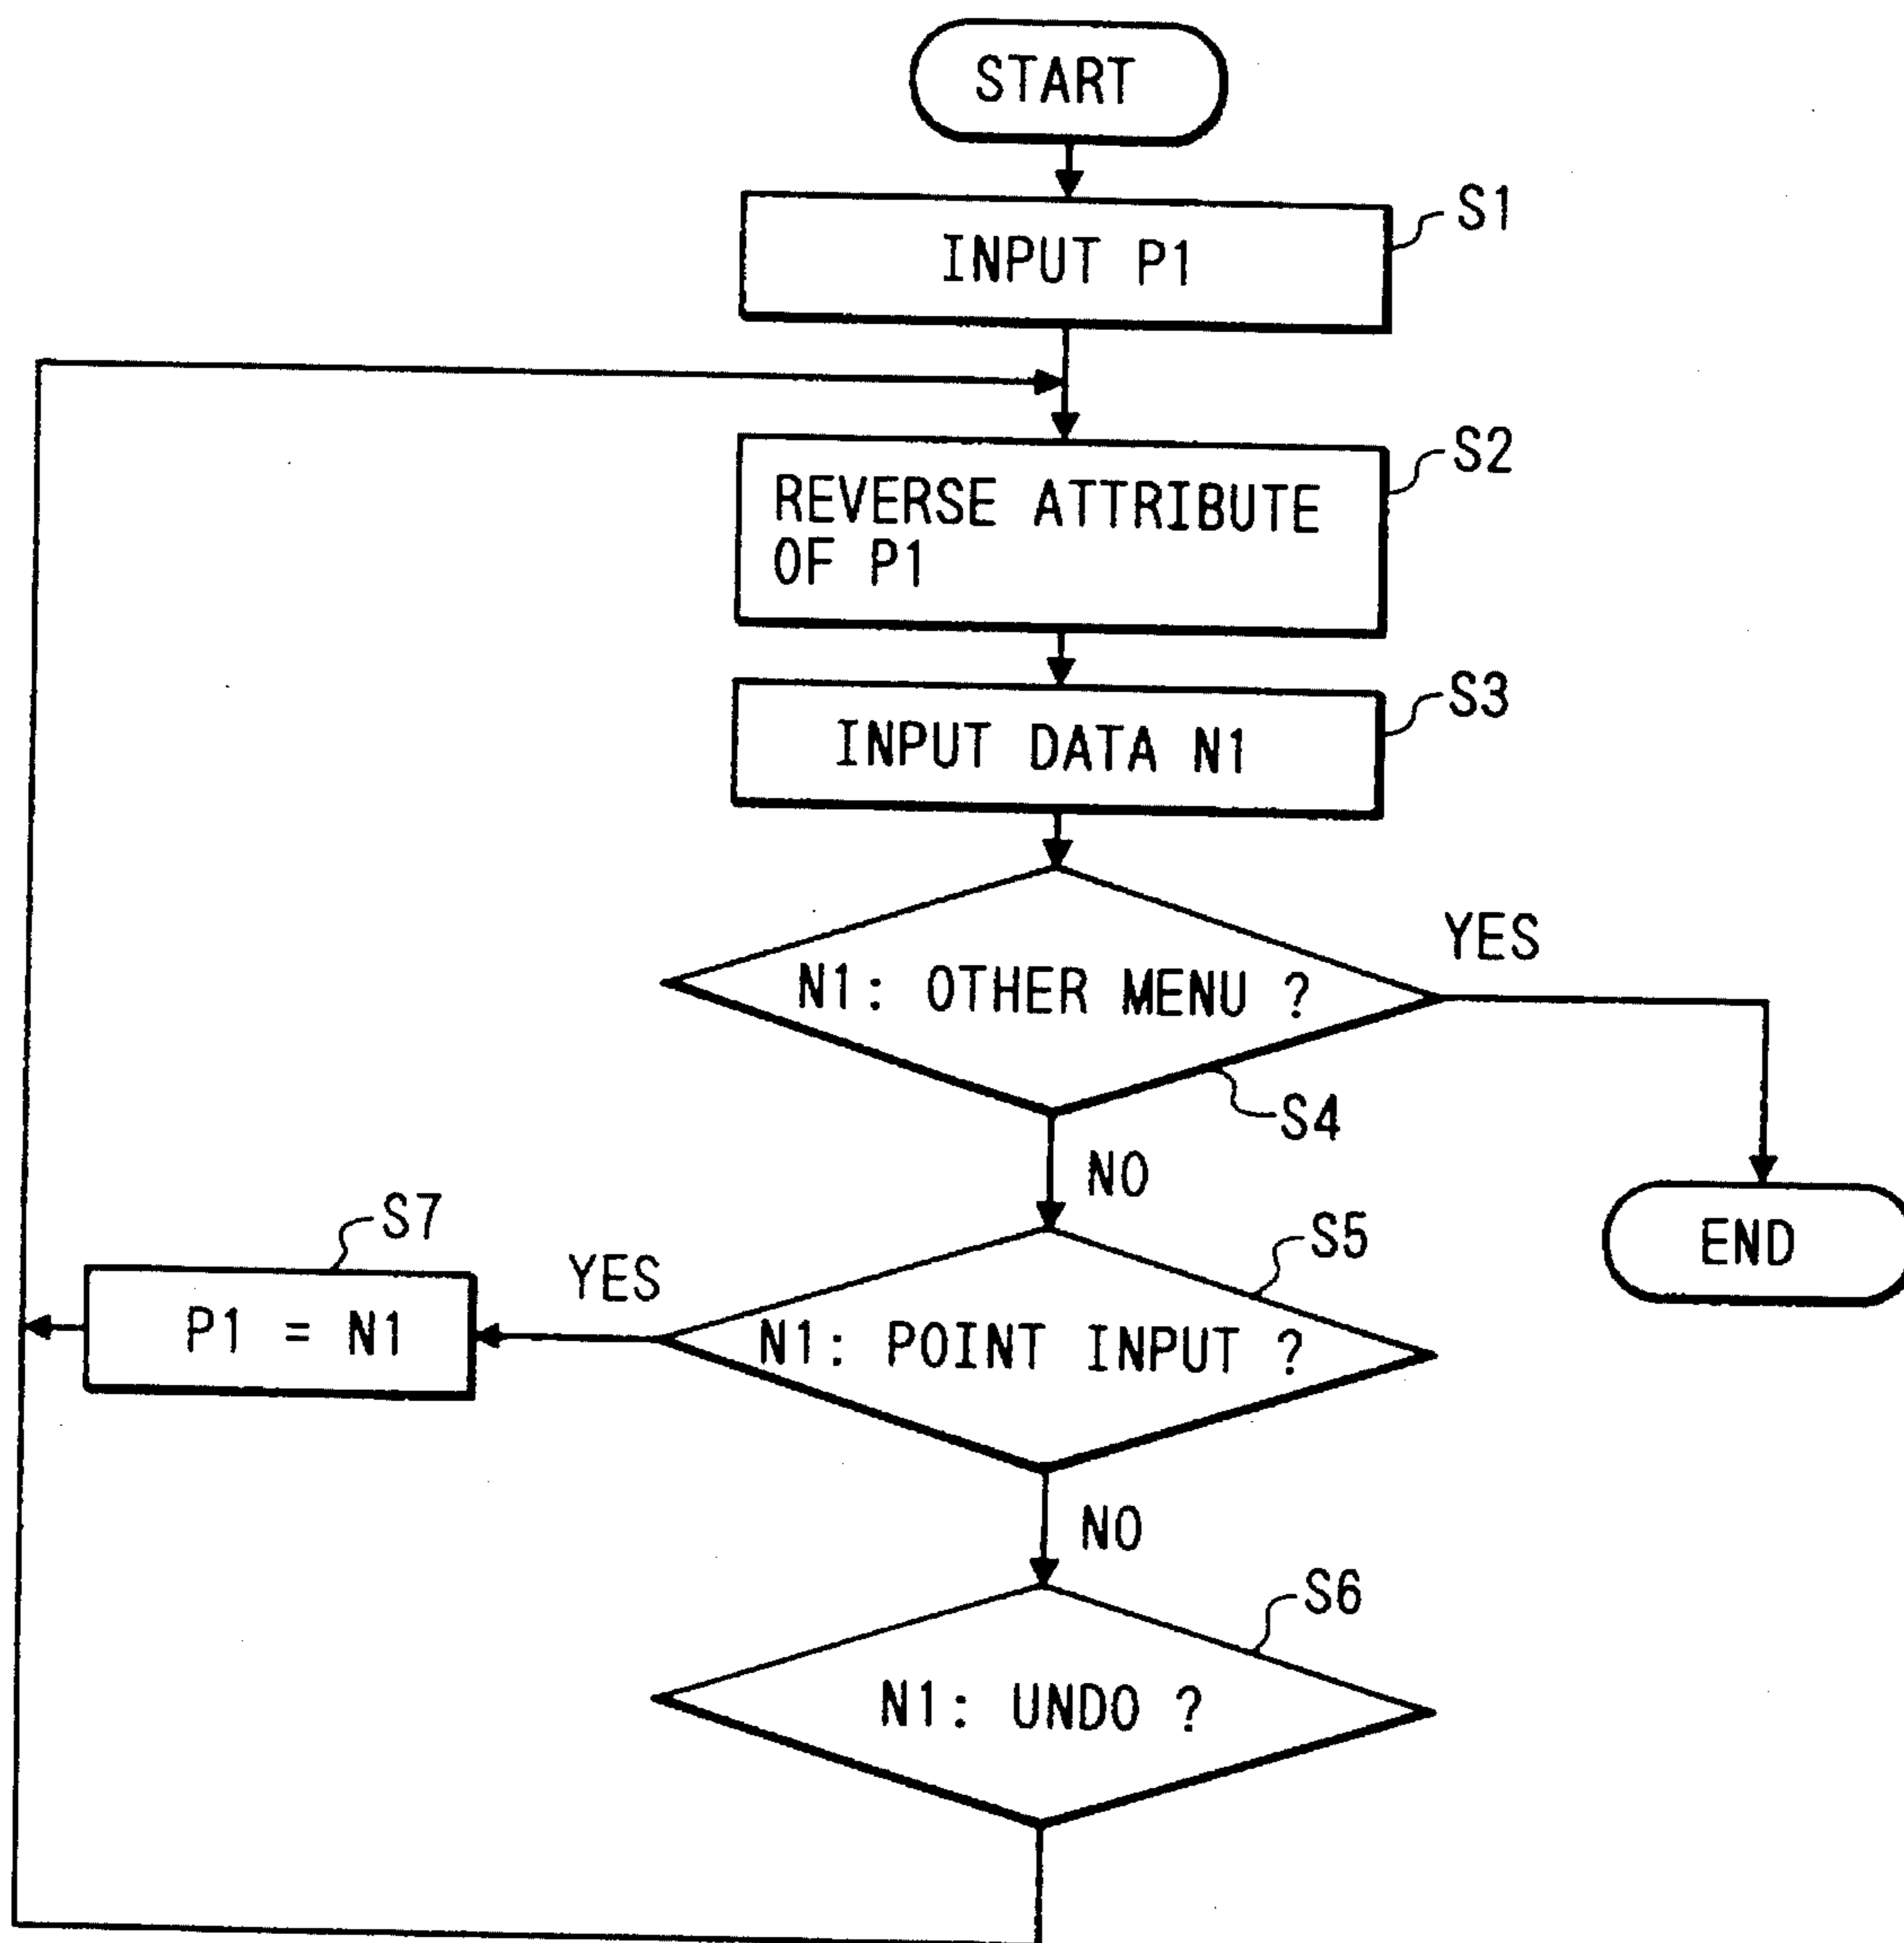 START
INPUT P1
S1
REVERSE ATTRIBUTE
OF P1
S2
INPUT DATA N1
S3
N1: OTHER MENU ?
YES
S4
NO
END
S7
P1 = N1
YES
N1: POINT INPUT ?
S5
NO
N1: UNDO ?
S6